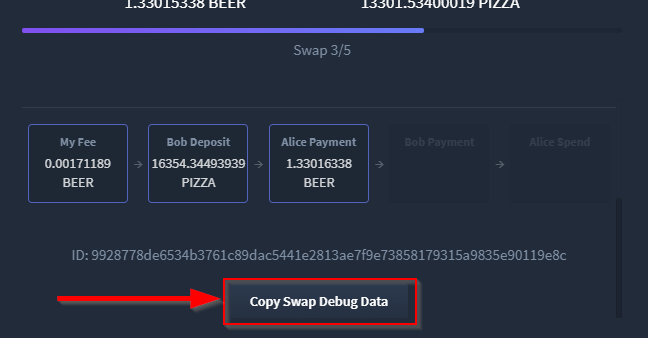 1.33015338 BEER 13301.53400019 PIZZA
Swap 3/5
My Fee
0.00171189
BEER
Bob Deposit
16354.34493939
PIZZA
Alice Payment
1.33016338
BEER
Bob Payment
Alice Spend
ID: 9928778de6534b3761c89dac5441e2813ae7f9e73858179315a9835e90119e8c
Copy Swap Debug Data